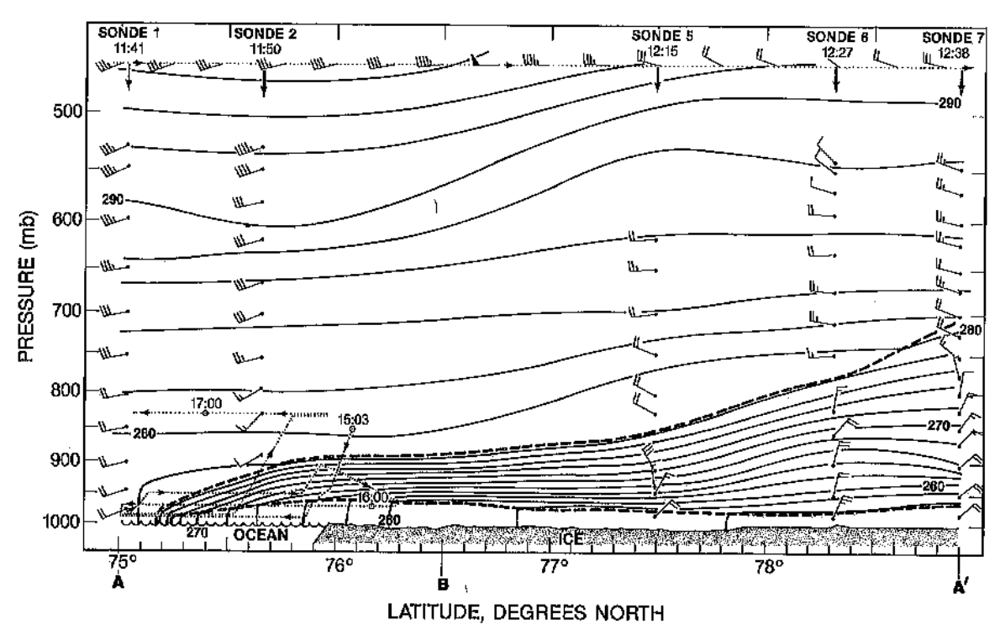 SONDE 1
11:41
SONDE 2
11:50
SONDE 5
12:15
SONDE 6
12:27
SONDE 7
12:38
500
290
290
600
700
280
800
17:00
15:03
280
270
900
260
16:00
1000
270
OCEAN
260
ICE
75°
76°
77°
78°
A
B
A'
PRESSURE (mb)
LATITUDE, DEGREES NORTH